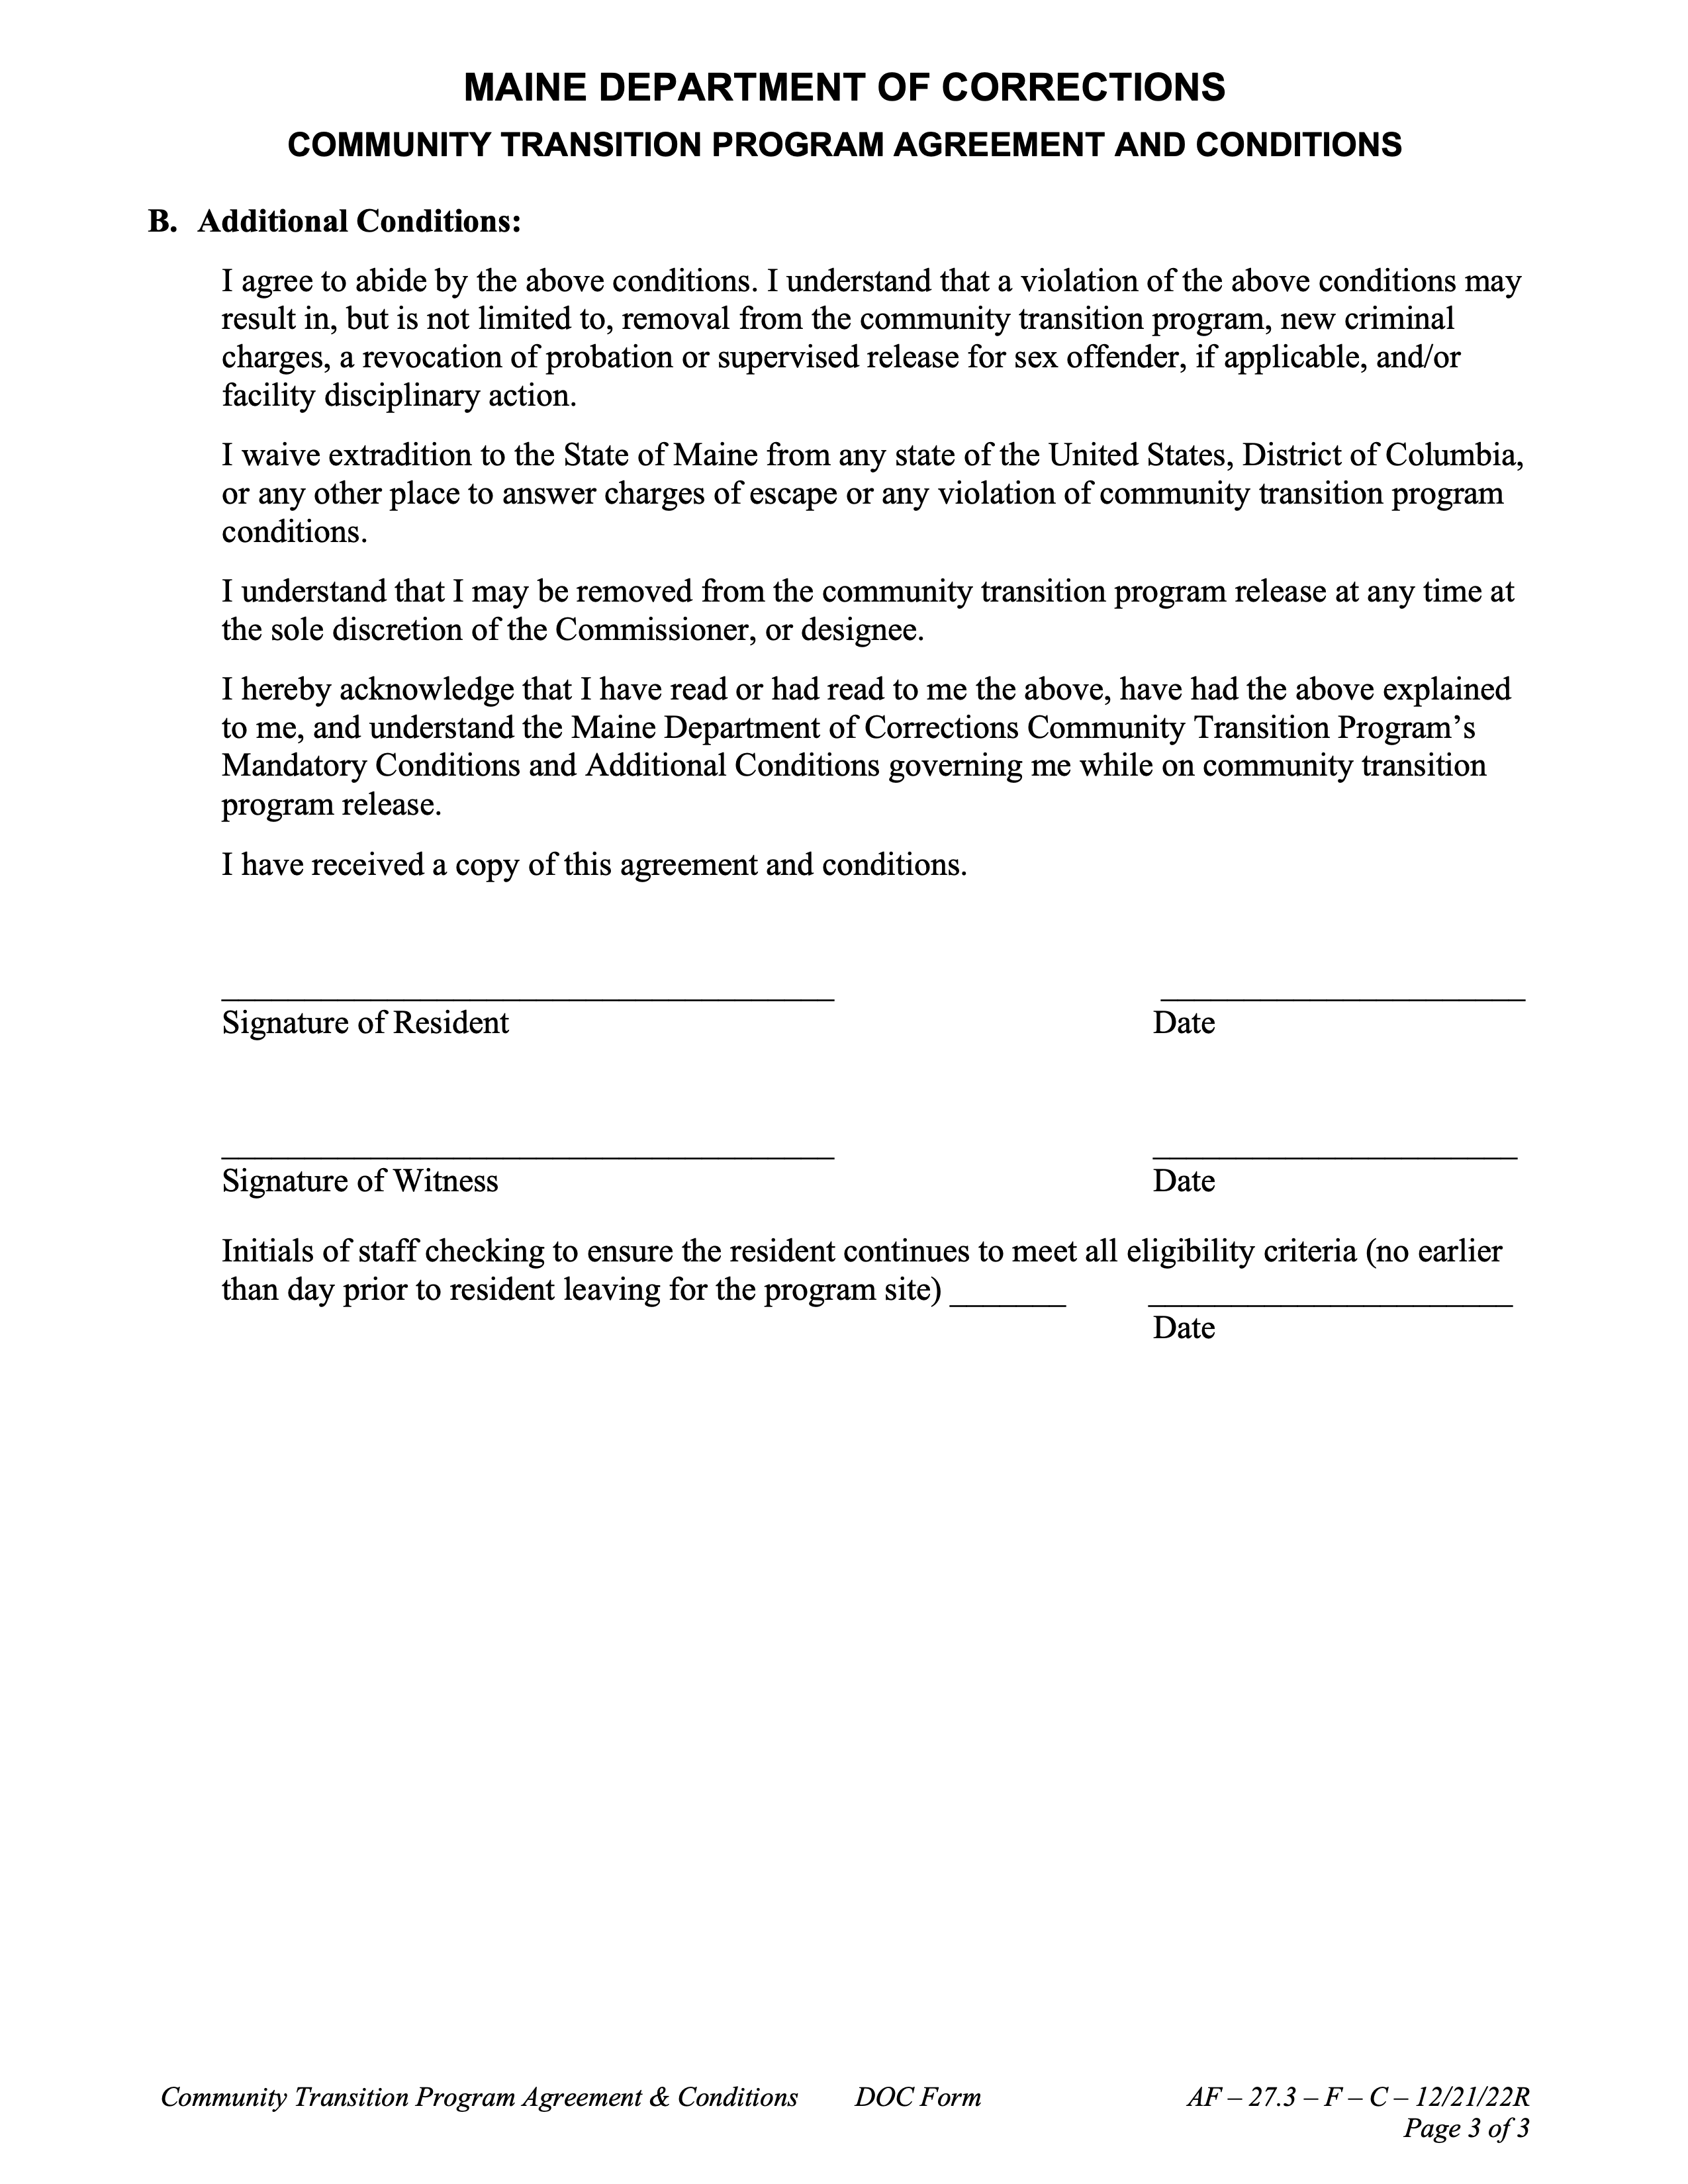 MAINE DEPARTMENT OF CORRECTIONS
COMMUNITY TRANSITION PROGRAM AGREEMENT AND CONDITIONS
B. Additional Conditions:
I agree to abide by the above conditions. I understand that a violation of the above conditions may
result in, but is not limited to, removal from the community transition program, new criminal
charges, a revocation of probation or supervised release for sex offender, if applicable, and/or
facility disciplinary action.
I waive extradition to the State of Maine from any state of the United States, District of Columbia,
or any other place to answer charges of escape or any violation of community transition program
conditions.
I understand that I may be removed from the community transition program release at any time at
the sole discretion of the Commissioner, or designee.
I hereby acknowledge that I have read or had read to me the above, have had the above explained
to me, and understand the Maine Department of Corrections Community Transition Program’s
Mandatory Conditions and Additional Conditions governing me while on community transition
program release.
I have received a copy of this agreement and conditions.
Signature of Resident Date
Signature of Witness Date
Initials of staff checking to ensure the resident continues to meet all eligibility criteria (no earlier
than day prior to resident leaving for the program site) _______
Date
Community Transition Program Agreement & Conditions DOC Form AF – 27.3 – F – C – 12/21/22R
Page 3 of 3